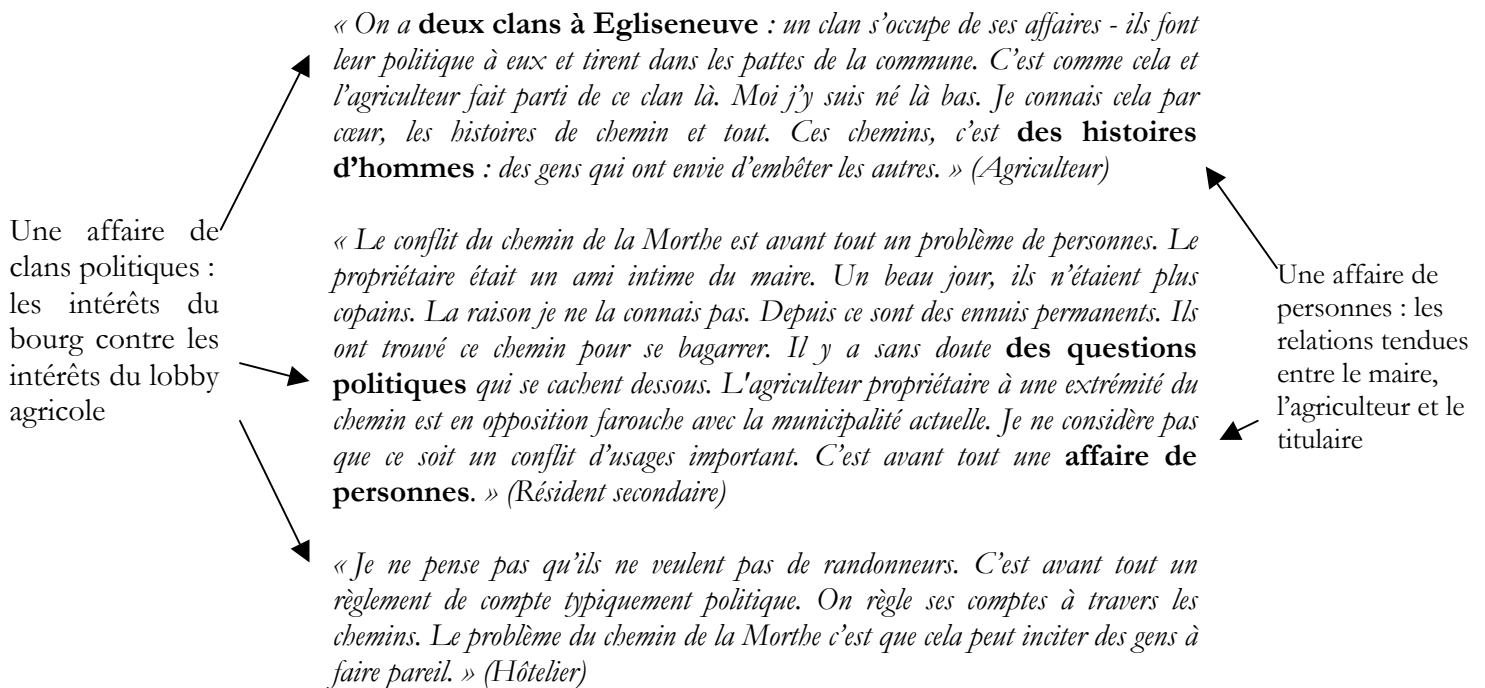 « On a deux clans à Egliseneuve : un clan s’occupe de ses affaires - ils font
leur politique à eux et tirent dans les pattes de la commune. C’est comme cela et
l’agriculteur fait parti de ce clan là. Moi j’y suis né là bas. Je connais cela par
cœur, les histoires de chemin et tout. Ces chemins, c’est des histoires
d’hommes : des gens qui ont envie d’embêter les autres. » (Agriculteur)
Une affaire de
clans politiques :
les intérêts du
bourg contre les
intérêts du lobby
agricole
« Le conflit du chemin de la Morthe est avant tout un problème de personnes. Le
propriétaire était un ami intime du maire. Un beau jour, ils n’étaient plus
copains. La raison je ne la connais pas. Depuis ce sont des ennuis permanents. Ils
ont trouvé ce chemin pour se bagarrer. Il y a sans doute des questions
politiques qui se cachent dessous. L'agriculteur propriétaire à une extrémité du
chemin est en opposition farouche avec la municipalité actuelle. Je ne considère pas
que ce soit un conflit d’usages important. C’est avant tout une affaire de
personnes. » (Résident secondaire)
Une affaire de
personnes : les
relations tendues
entre le maire,
l’agriculteur et le
titulaire
« Je ne pense pas qu’ils ne veulent pas de randonneurs. C’est avant tout un
règlement de compte typiquement politique. On règle ses comptes à travers les
chemins. Le problème du chemin de la Morthe c’est que cela peut inciter des gens à
faire pareil. » (Hôtelier)